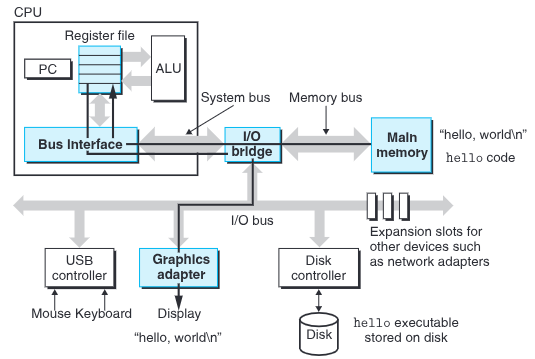 CPU
Register file
PC
ALU
System bus
Memory bus
Bus Interface
I/O
bridge
Main
memory
"hello, world\n"
hello code
I/O bus
Expansion slots for
other devices such
as network adapters
USB
controller
Graphics
adapter
Disk
controller
Mouse Keyboard
Display
"hello, world\n"
Disk
hello executable
stored on disk